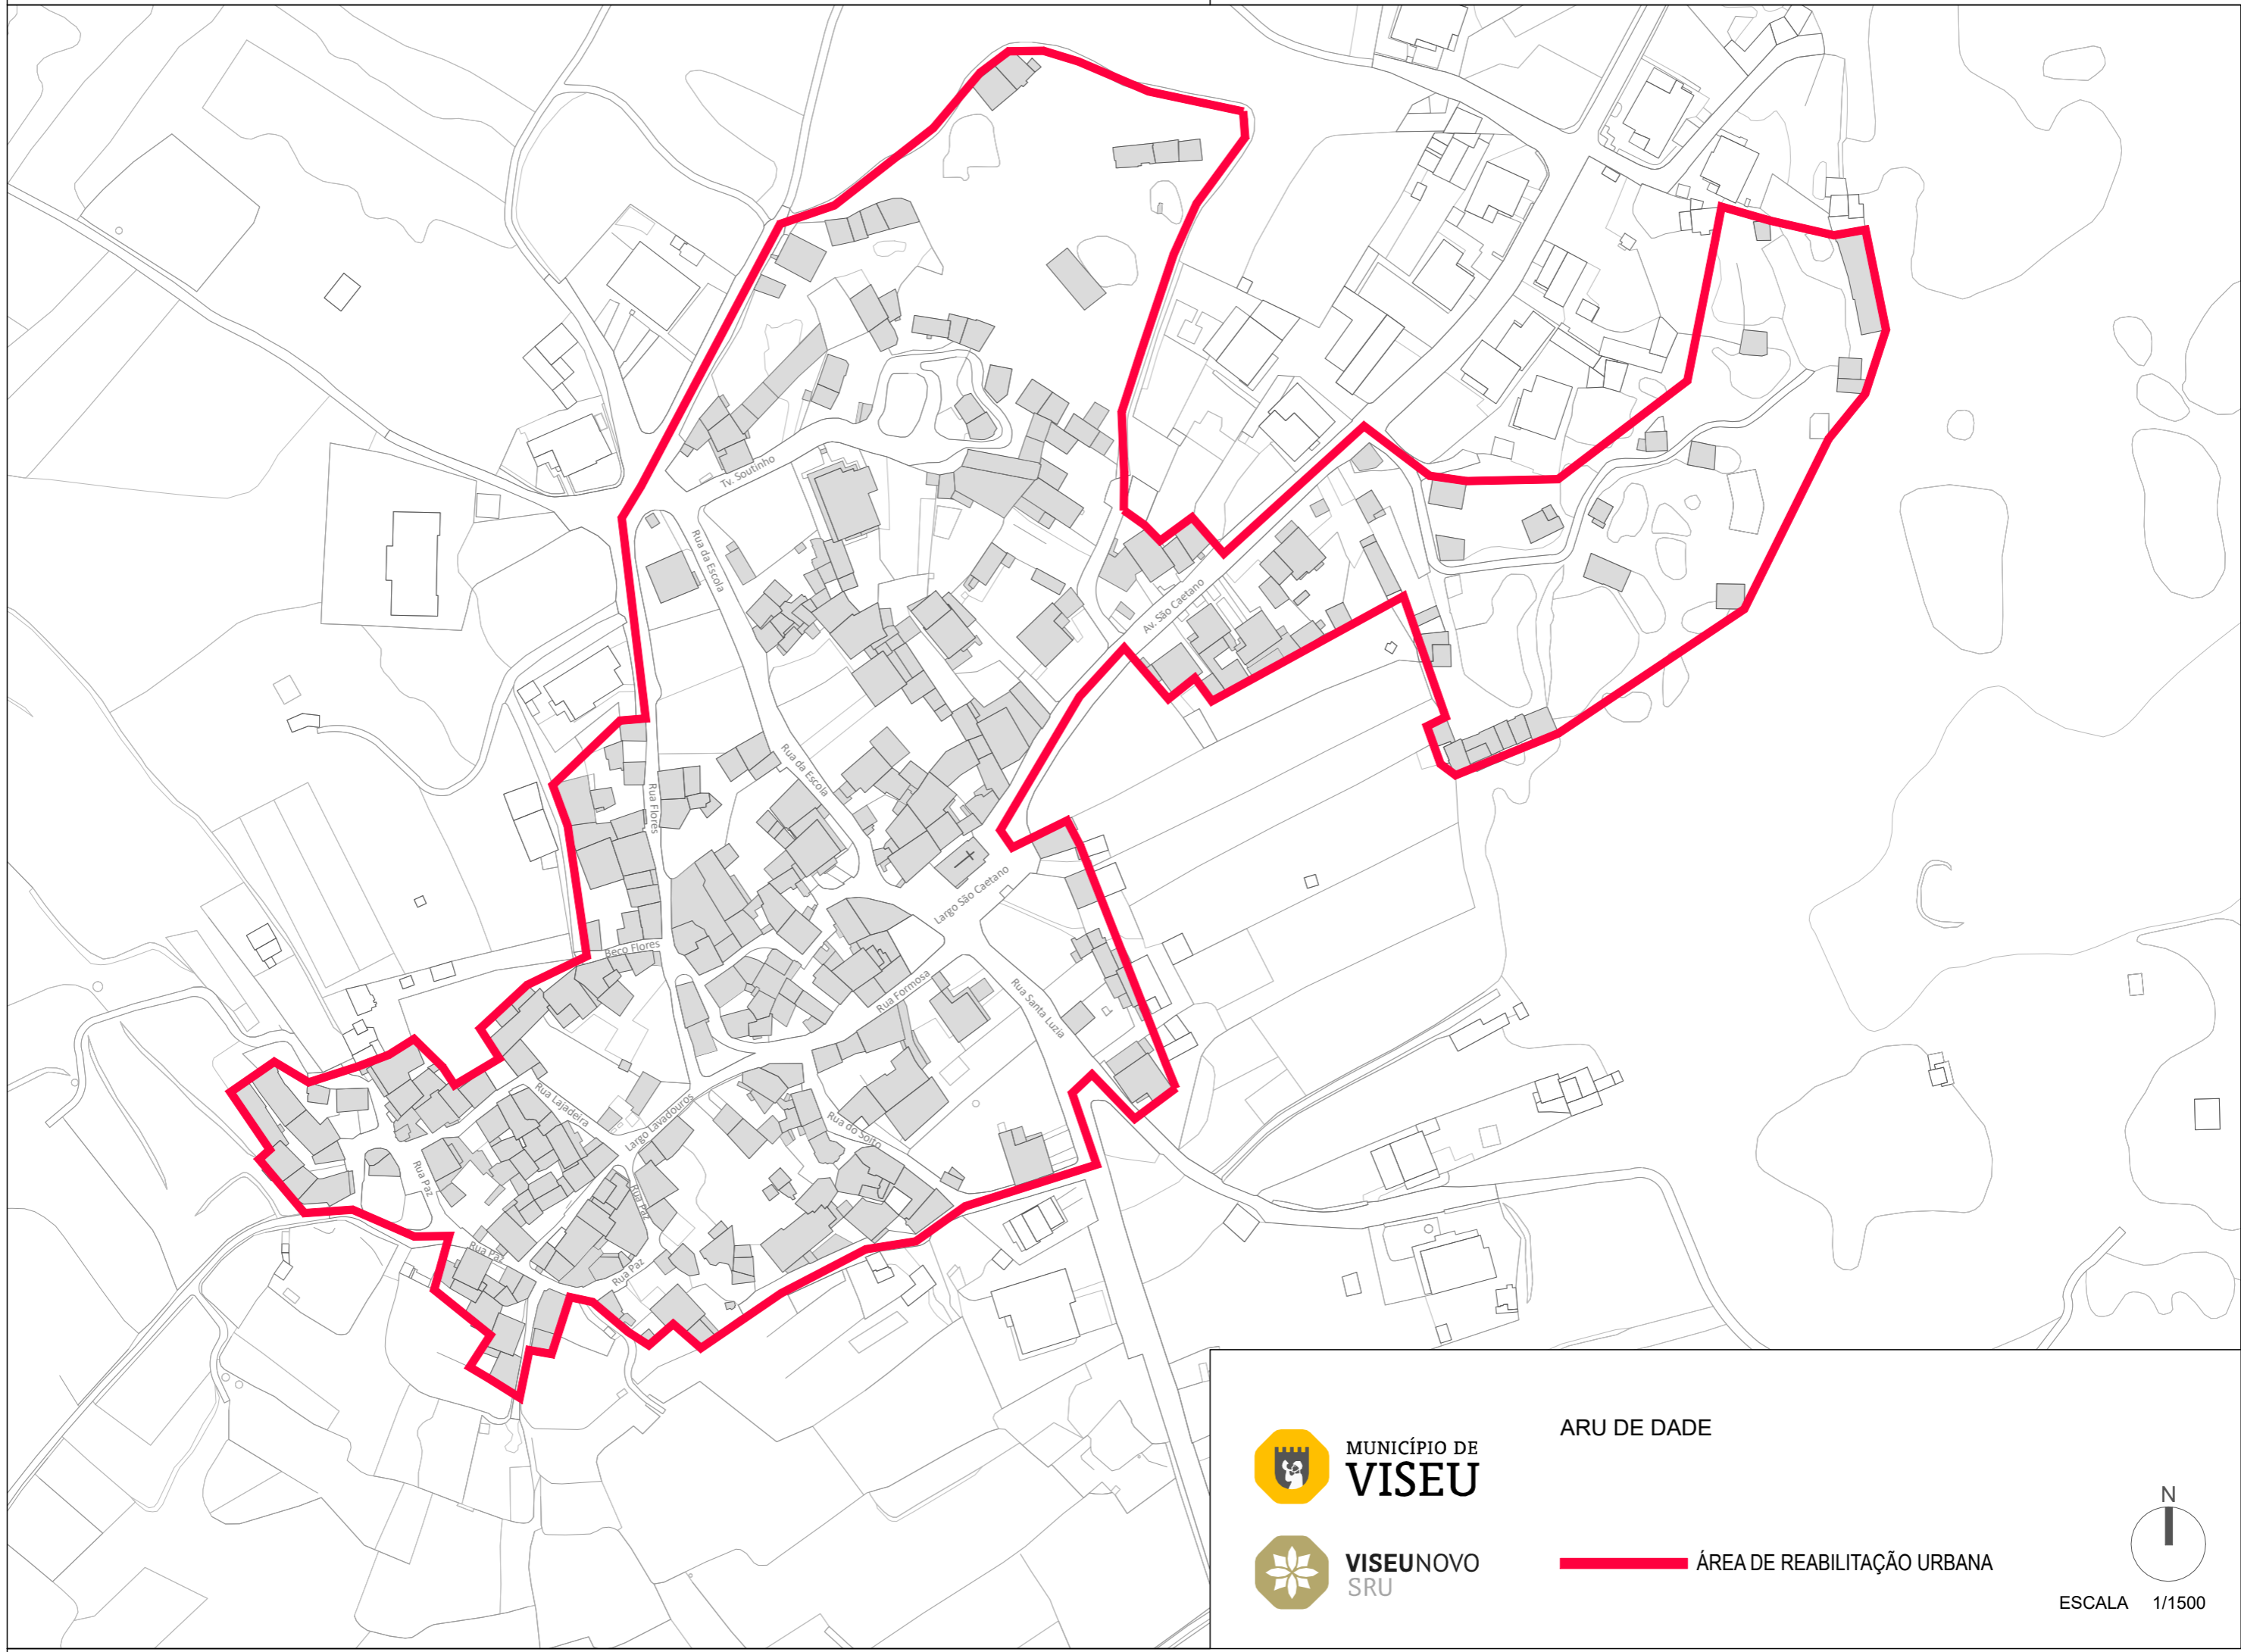 Tv. Soutinho
Rua da Escola
Av. São Caetano
Rua da Escola
Rua Flores
Largo São Caetano
Beco Flores
Rua Formosa
Rua Santa Luzia
Rua Lajadeira
Largo Lavadouros
Rua do Soito
Rua Paz
Rua Paz
Rua Paz
Rua Paz
ARU DE DADE
MUNICÍPIO DE
VISEU
N
VISEUNOVO
SRU
ÁREA DE REABILITAÇÃO URBANA
ESCALA 1/1500